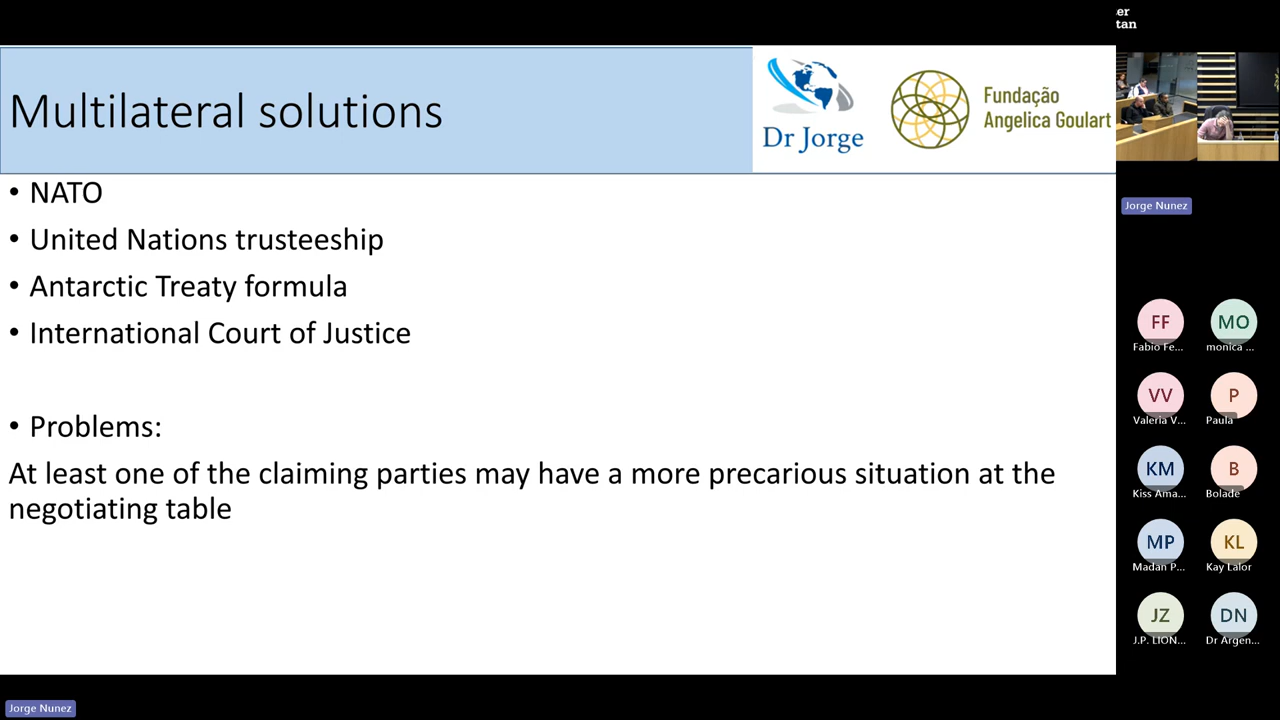 er
tan
Multilateral solutions
Dr Jorge
Fundação
Angelica Goulart
• NATO
• United Nations trusteeship
• Antarctic Treaty formula
• International Court of Justice
• Problems:
At least one of the claiming parties may have a more precarious situation at the
negotiating table
Jorge Nunez
FF
Fabio Fe...
MO
monica ...
VV
Valeria V...
P
Paula
KM
Kiss Ama...
B
Bolade
MP
Madan P...
KL
Kay Lalor
JZ
J.P. LION...
DN
Dr Argen...
Jorge Nunez